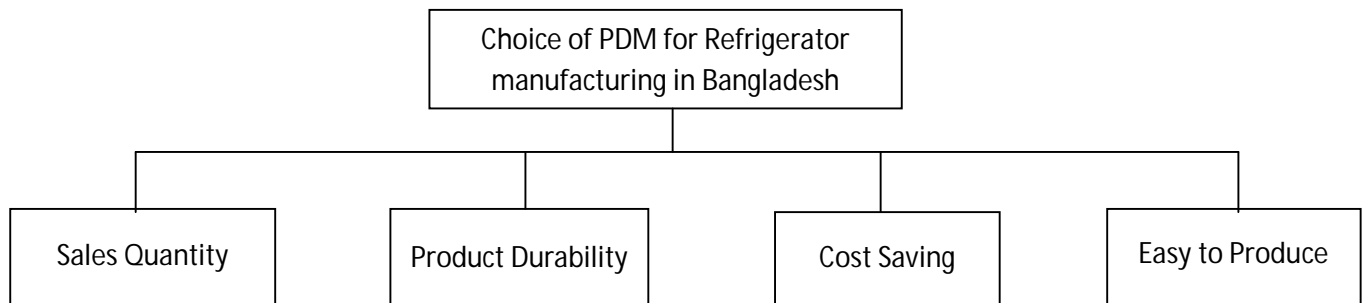 Choice of PDM for Refrigerator
manufacturing in Bangladesh
Sales Quantity
Product Durability
Cost Saving
Easy to Produce